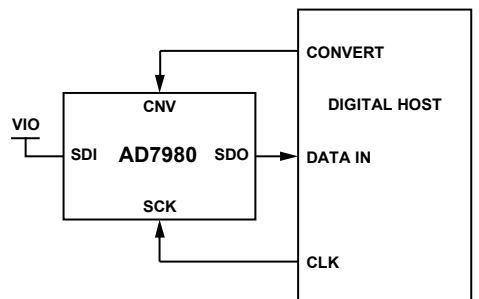 CONVERT
CNV
DIGITAL HOST
VIO
SDI AD7980 SDO
DATA IN
SCK
CLK